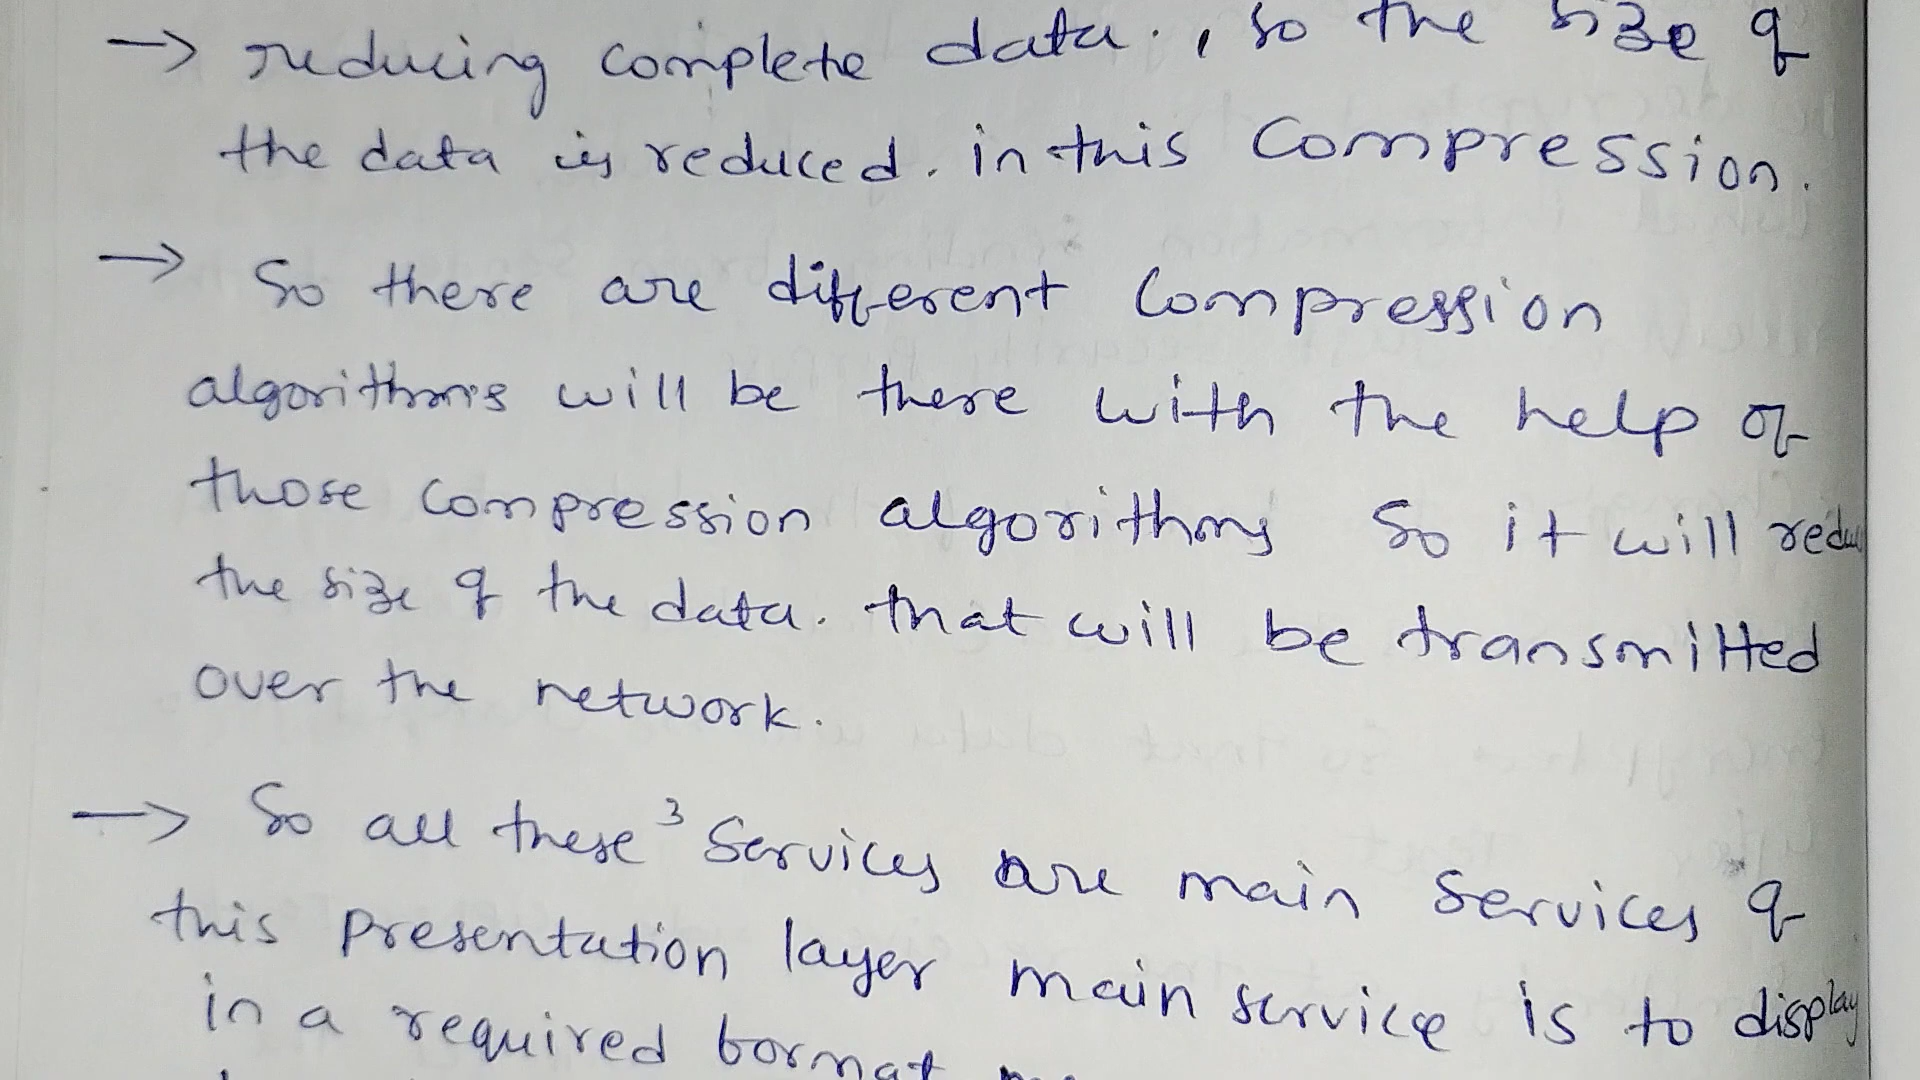 → reducing complete data. , so the size of
the data is reduced. in this Compression.
→ So there are different Compression
algorithms will be there with the help of
those compression algorithms so it will redu
the size of the data. that will be transmitted
over the network.
→ So all these 3 Services are main Services of
this presentation layer main service is to display
in a required format